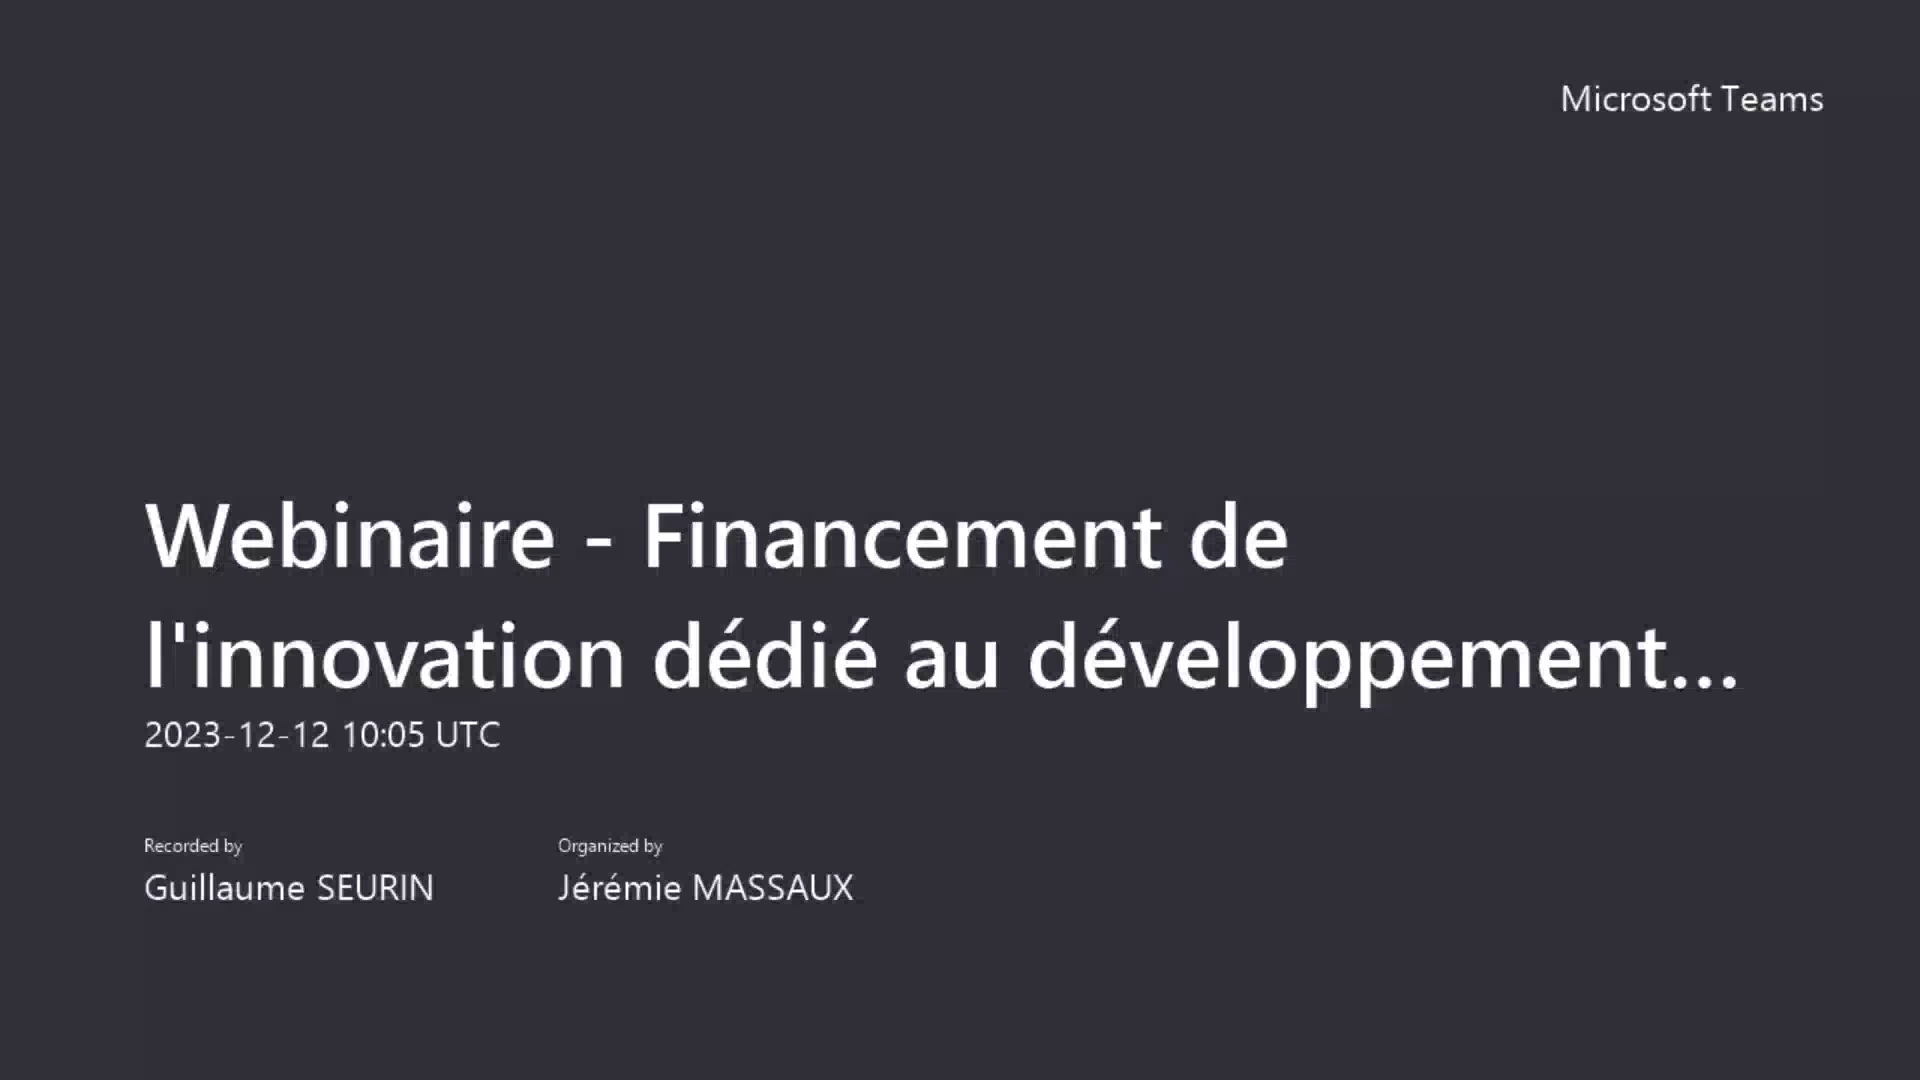 Microsoft Teams
Webinaire - Financement de
l'innovation dédié au développement...
2023-12-12 10:05 UTC
Recorded by
Organized by
Guillaume SEURIN
Jérémie MASSAUX